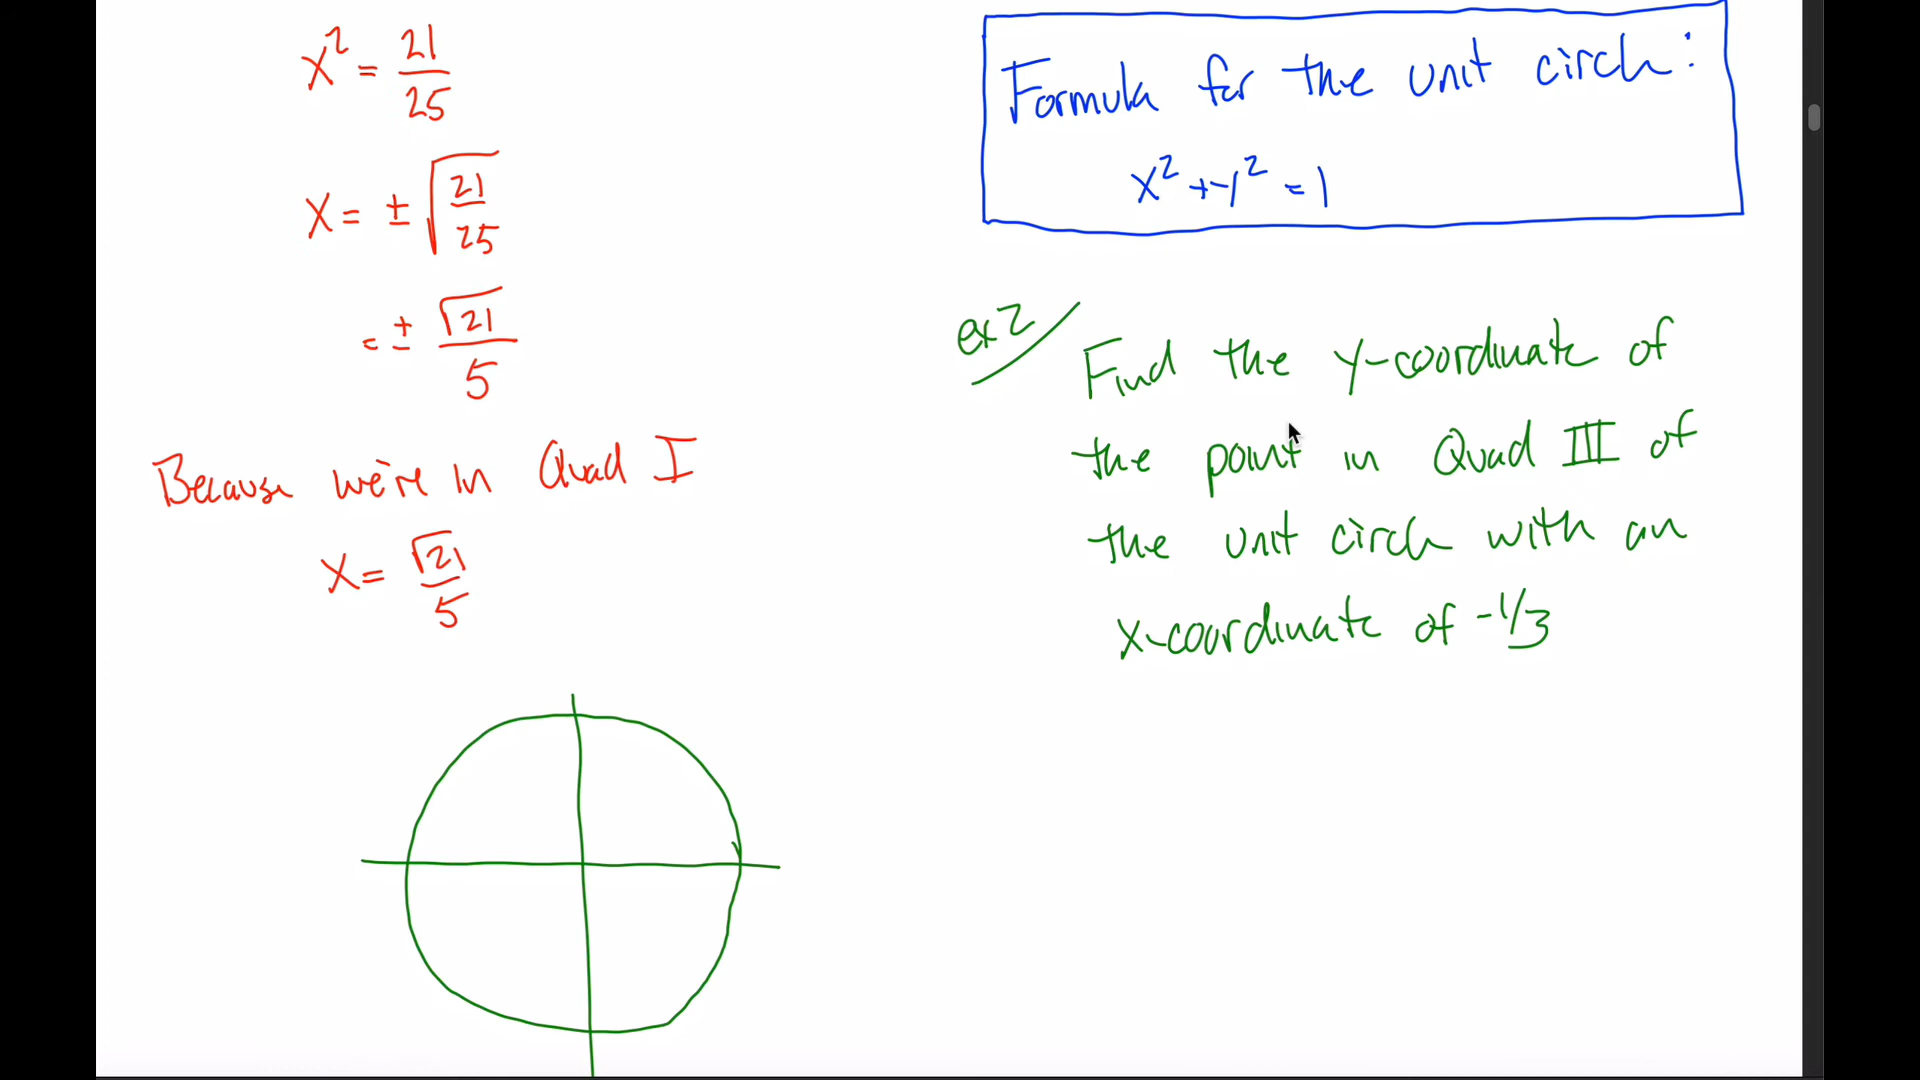 x² = 21/25
x = ± √(21/25)
= ± √21/5
Because we're in Quad I
x = √21/5
Formula for the unit circle:
x² + y² = 1
ex 2
Find the y-coordinate of
the point in Quad III of
the unit circle with an
x-coordinate of -1/3